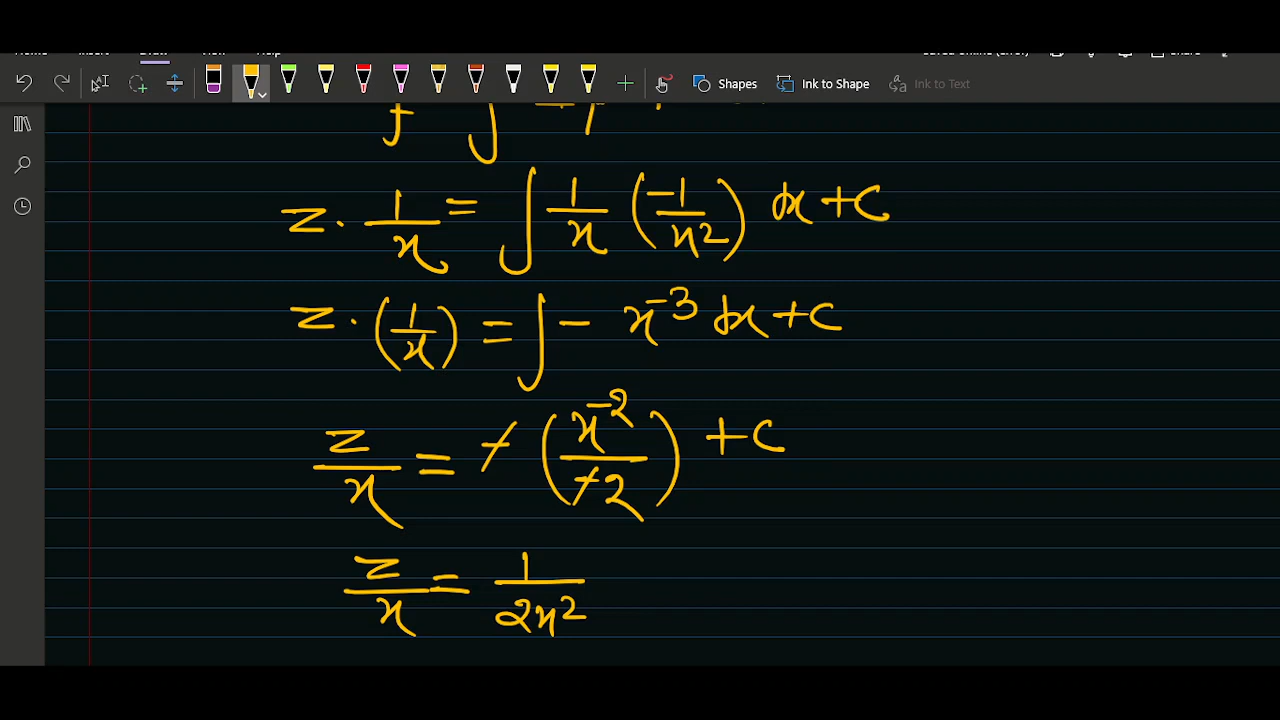 Shapes Ink to Shape Ink to Text
z · 1/x = ∫ 1/x (-1/x²) dx + c
z · (1/x) = ∫ - x⁻³ dx + c
z/x = - (x⁻²/-2) + c
z/x = 1/2x²